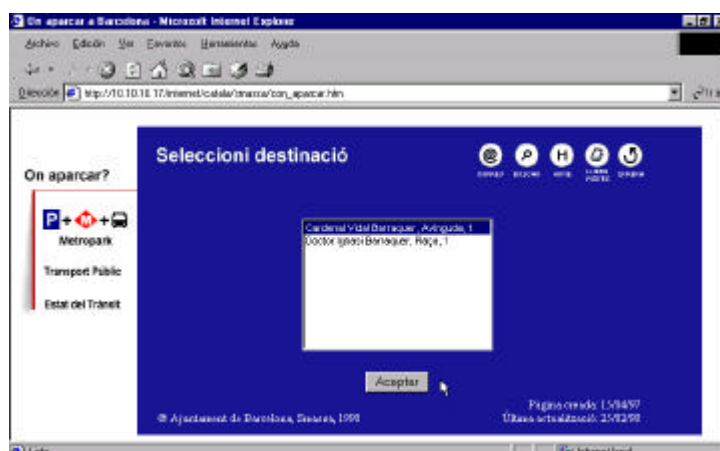 On aparcar a Barcelona - Microsoft Internet Explorer
Archivo Edición Ver Favoritos Herramientas Ayuda
Dirección http://10.10.18.17/internet/catala/smassa/con_aparcar.htm
On aparcar?
P+M+
Metropark
Transport Públic
Estat del Trànsit
Seleccioni destinació
H
Cardenal Vidal Barraquer, Avinguda, 1
Doctor Ignasi Barraquer, Plaça, 1
Aceptar
@ Ajuntament de Barcelona, Smassa, 1998
Pàgina creada: 15/04/97
Última actualització: 25/02/98